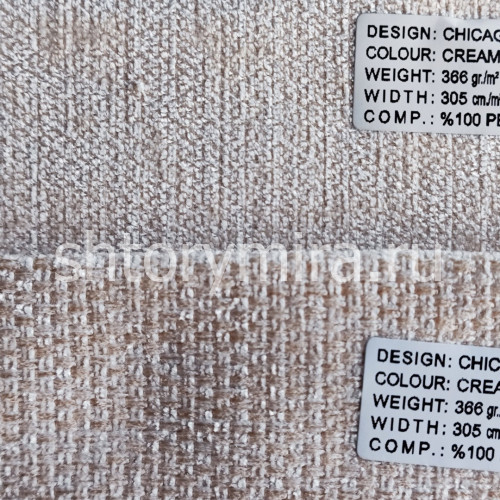 DESIGN: CHICAG
COLOUR: CREAM
WEIGHT: 366 gr./m²
WIDTH: 305 cm./m
COMP.: %100 PE
shtorymira.ru
DESIGN: CHIC
COLOUR: CREA
WEIGHT: 366 gr.
WIDTH: 305 cm
COMP.: %100